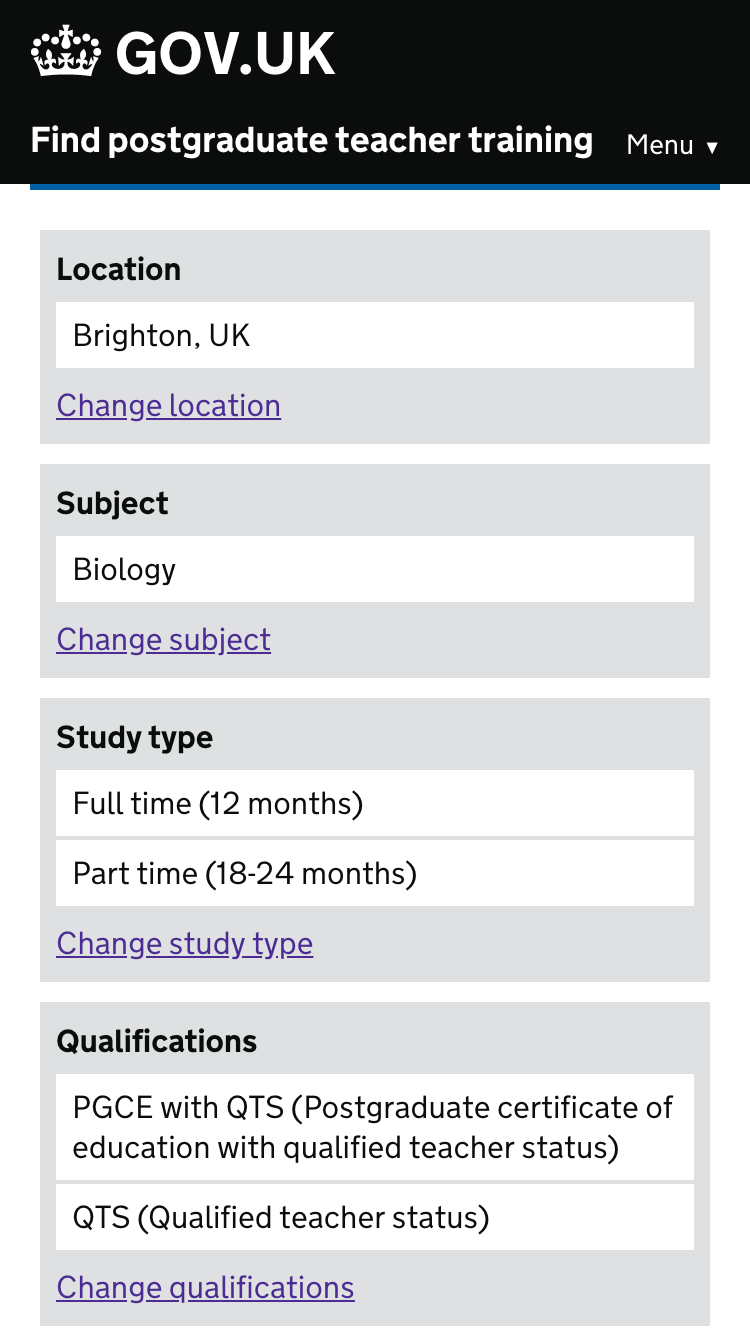 GOV.UK
Find postgraduate teacher training
Menu ▼
Location
Brighton, UK
Change location
Subject
Biology
Change subject
Study type
Full time (12 months)
Part time (18-24 months)
Change study type
Qualifications
PGCE with QTS (Postgraduate certificate of
education with qualified teacher status)
QTS (Qualified teacher status)
Change qualifications